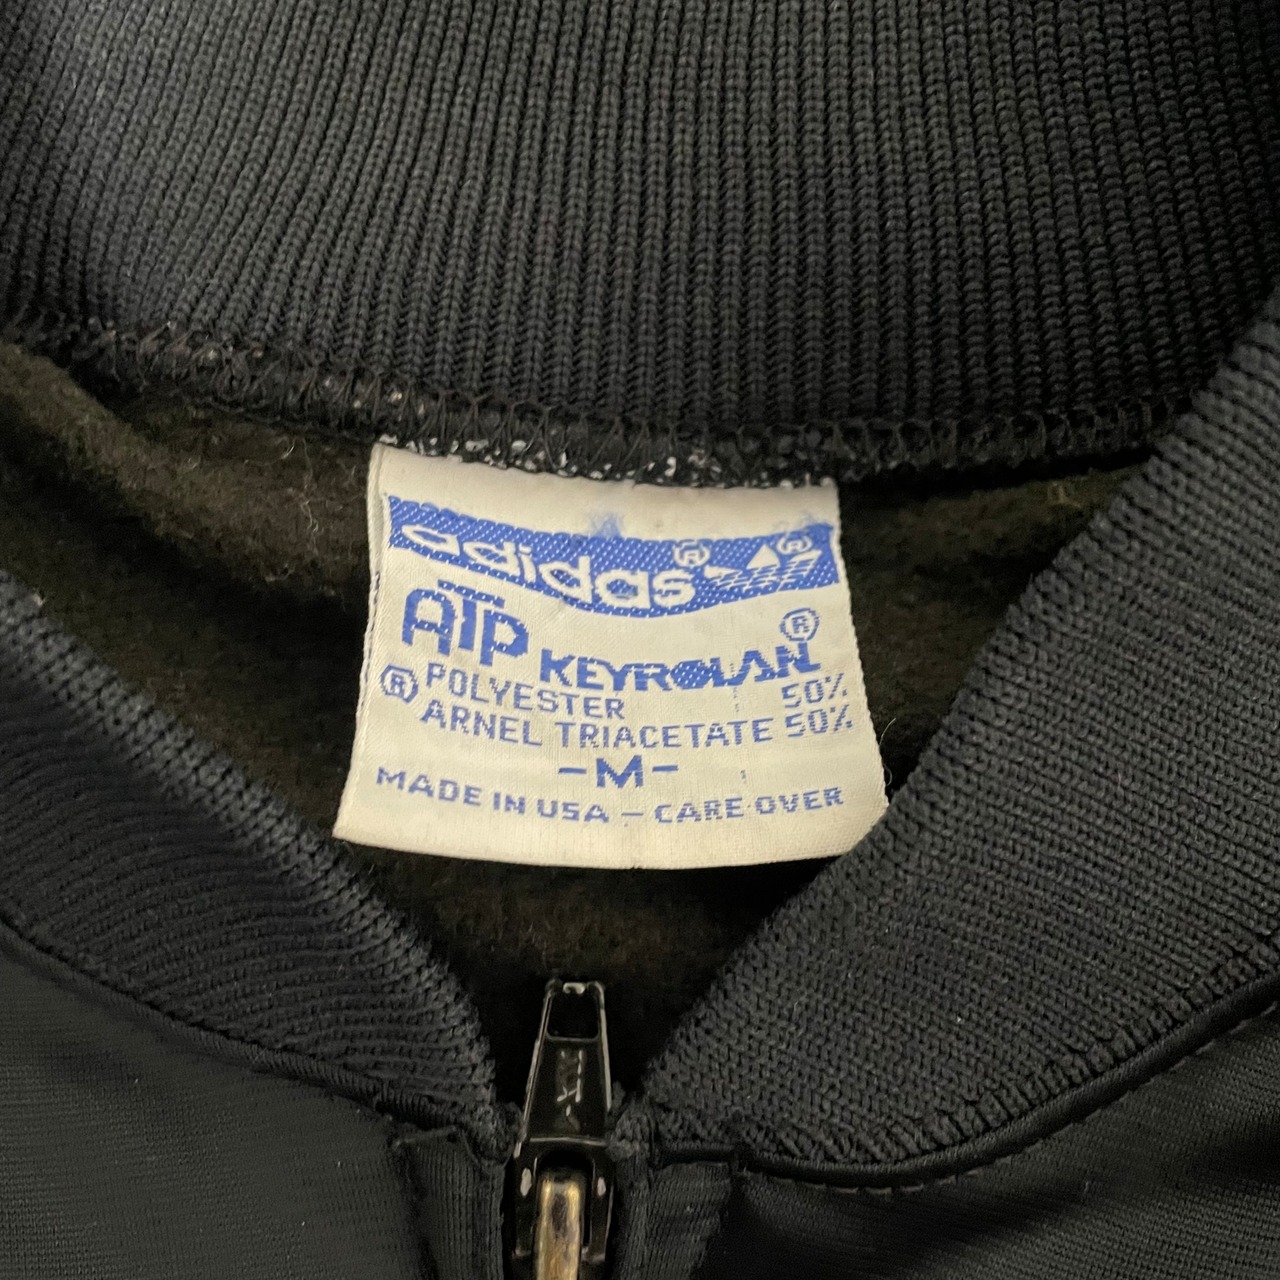 adidas® ®
ATP KEYROLAN®
® POLYESTER 50%
ARNEL TRIACETATE 50%
-M-
MADE IN USA - CARE OVER